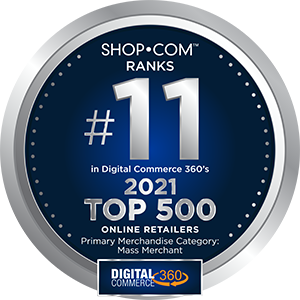 SHOP•COM™
RANKS
#11
in Digital Commerce 360's
2021
TOP 500
ONLINE RETAILERS
Primary Merchandise Category:
Mass Merchant
DIGITAL
COMMERCE 360